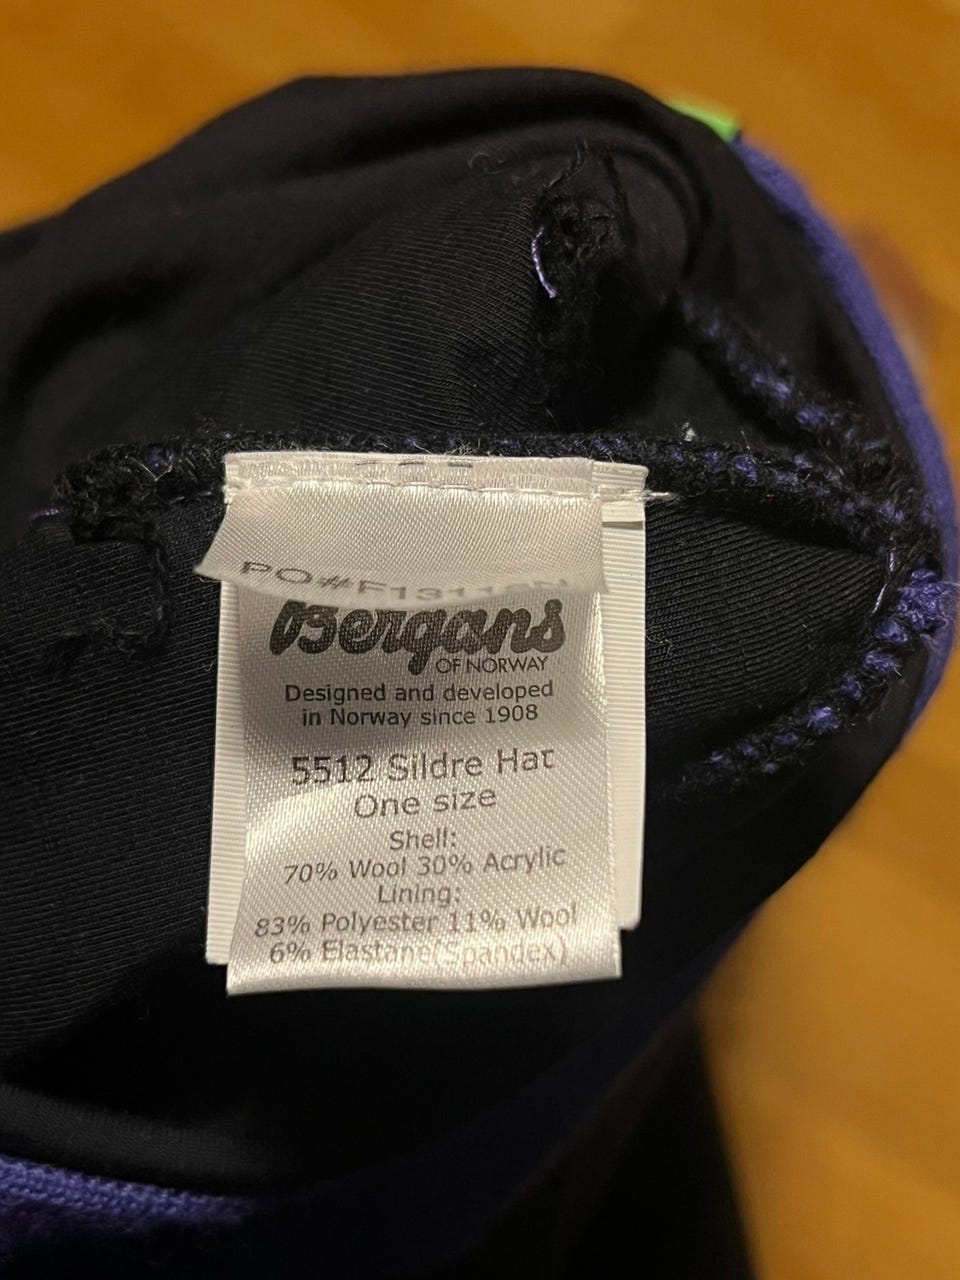 Bergans
OF NORWAY
Designed and developed
in Norway since 1908
5512 Sildre Hat
One size
Shell:
70% Wool 30% Acrylic
Lining:
83% Polyester 11% Wool
6% Elastane(Spandex)